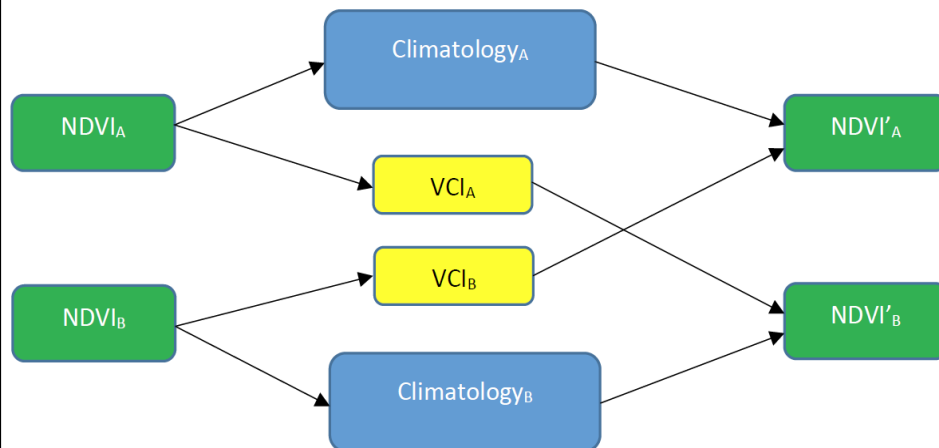 Climatology_A
NDVI_A
NDVI’_A
VCI_A
VCI_B
NDVI_B
NDVI’_B
Climatology_B